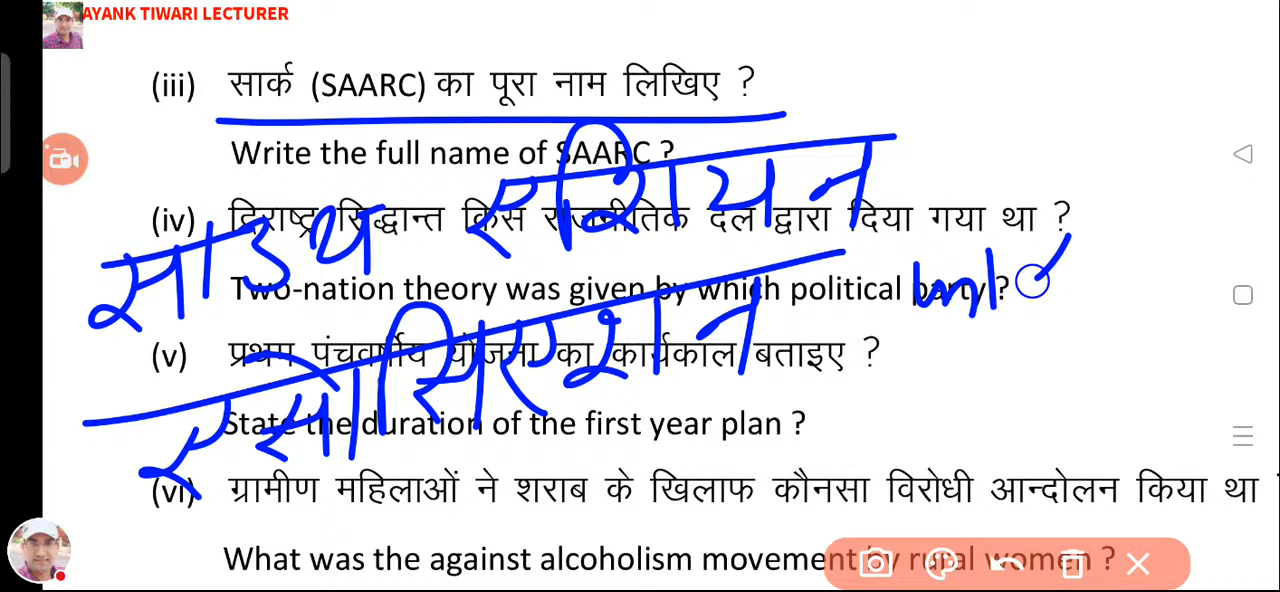 AYANK TIWARI LECTURER
(iii) सार्क (SAARC) का पूरा नाम लिखिए ?
Write the full name of SAARC ?
(iv) द्विराष्ट्र सिद्धान्त किस राजनीतिक दल द्वारा दिया गया था ?
साउथ एशियन
Two-nation theory was given by which political party ?
(v) प्रथम पंचवर्षीय योजना का कार्यकाल बताइए ?
एसोसिएशन
State the duration of the first year plan ?
(vi) ग्रामीण महिलाओं ने शराब के खिलाफ कौनसा विरोधी आन्दोलन किया था ?
What was the against alcoholism movement by rural women ?